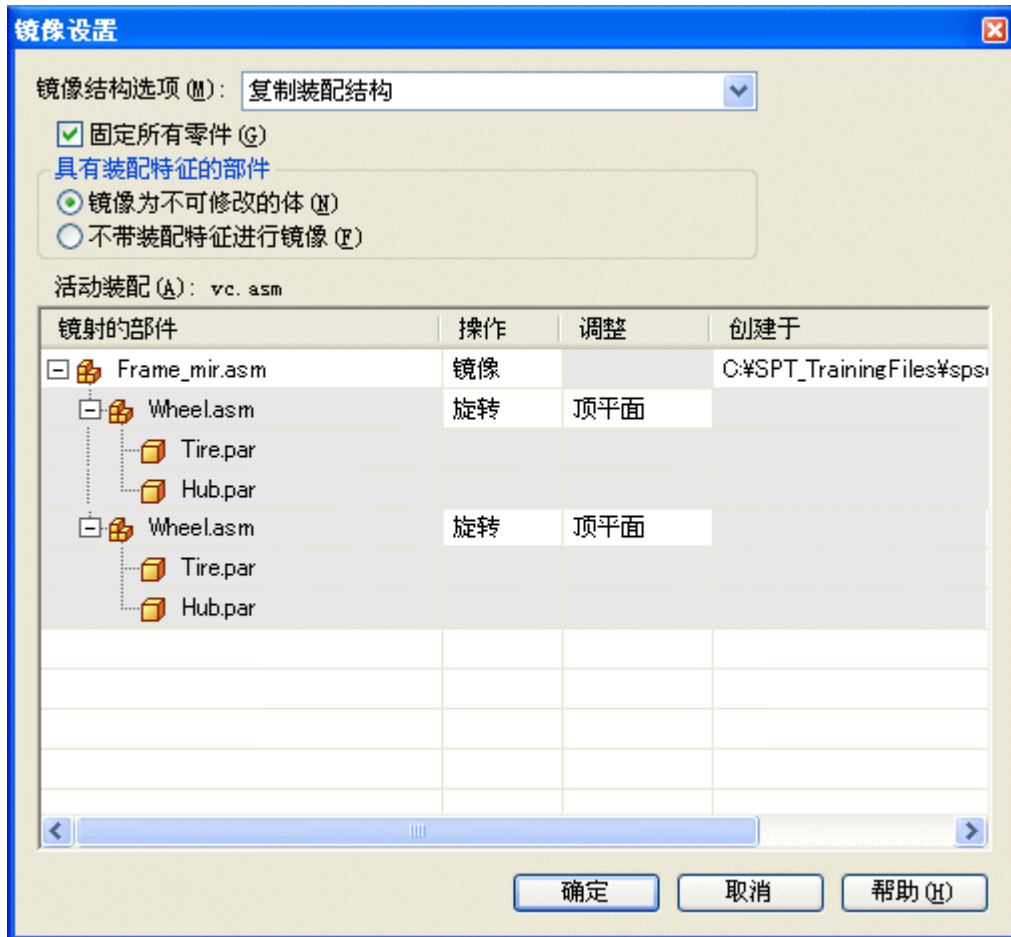 镜像设置
镜像结构选项(M): 复制装配结构
固定所有零件(G)
具有装配特征的部件
镜像为不可修改的体(N)
不带装配特征进行镜像(F)
活动装配(A): vc.asm
镜射的部件 操作 调整 创建于
Frame_mir.asm 镜像 C:¥SPT_TrainingFiles¥sps
Wheel.asm 旋转 顶平面
Tire.par
Hub.par
Wheel.asm 旋转 顶平面
Tire.par
Hub.par
确定 取消 帮助(H)